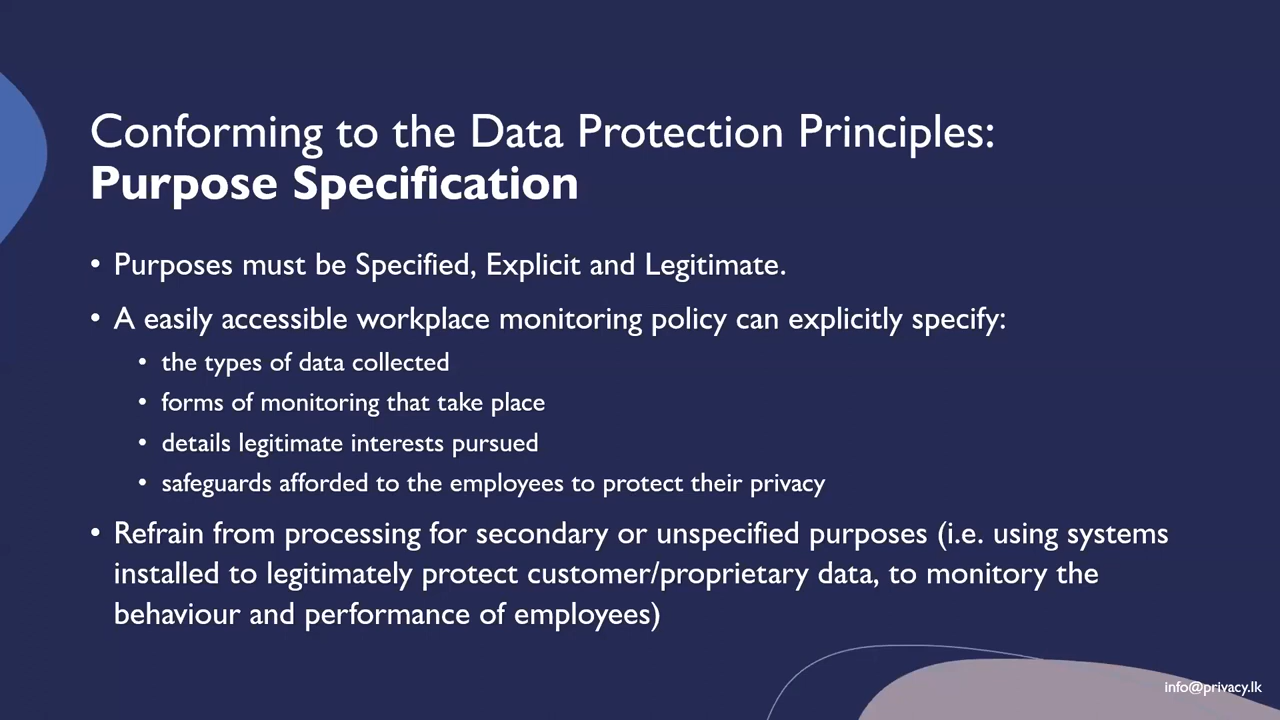 Conforming to the Data Protection Principles:
Purpose Specification
• Purposes must be Specified, Explicit and Legitimate.
• A easily accessible workplace monitoring policy can explicitly specify:
• the types of data collected
• forms of monitoring that take place
• details legitimate interests pursued
• safeguards afforded to the employees to protect their privacy
• Refrain from processing for secondary or unspecified purposes (i.e. using systems
installed to legitimately protect customer/proprietary data, to monitory the
behaviour and performance of employees)
info@privacy.lk